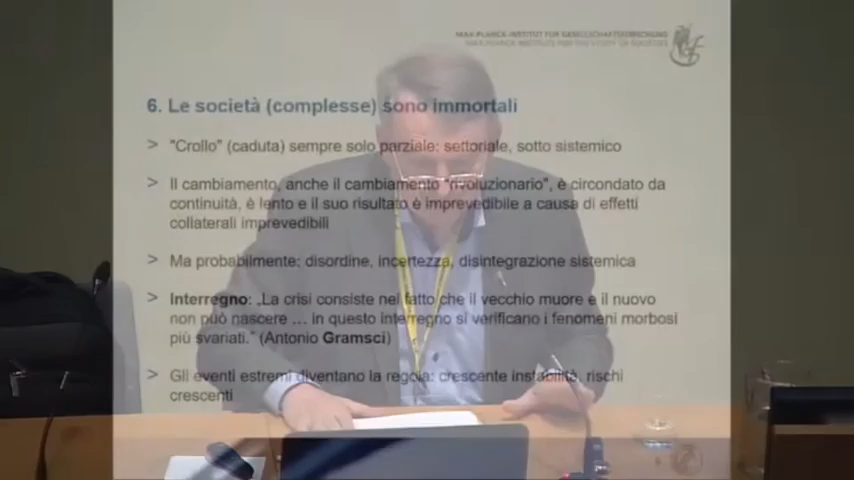 MAX-PLANCK-INSTITUT FÜR GESELLSCHAFTSFORSCHUNG
MAX PLANCK INSTITUTE FOR THE STUDY OF SOCIETIES
6. Le società (complesse) sono immortali
> "Crollo" (caduta) sempre solo parziale: settoriale, sotto sistemico
> Il cambiamento, anche il cambiamento "rivoluzionario", è circondato da
continuità, è lento e il suo risultato è imprevedibile a causa di effetti
collaterali imprevedibili
> Ma probabilmente: disordine, incertezza, disintegrazione sistemica
> Interregno: „La crisi consiste nel fatto che il vecchio muore e il nuovo
non può nascere … in questo interregno si verificano i fenomeni morbosi
più svariati." (Antonio Gramsci)
> Gli eventi estremi diventano la regola: crescente instabilità, rischi
crescenti